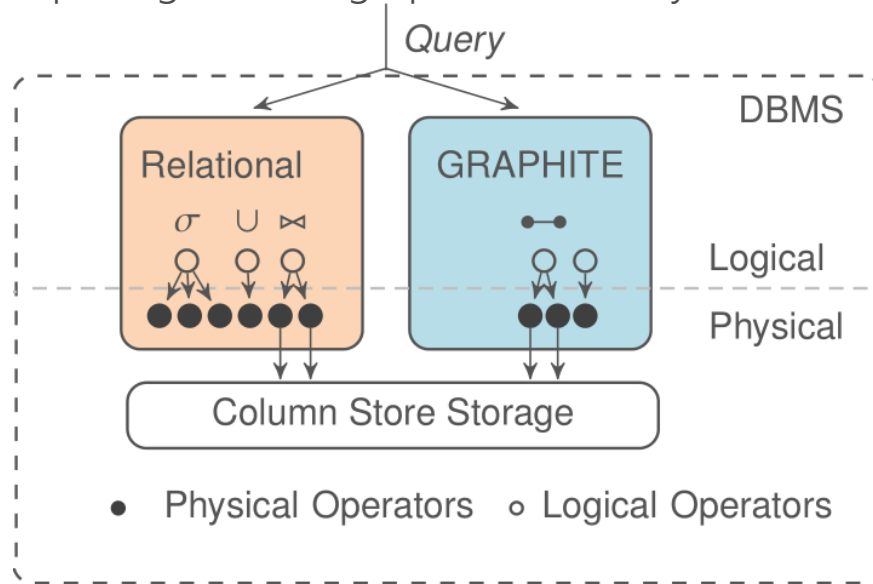 Query
DBMS
Relational
GRAPHITE
σ ∪ ⋈
Logical
Physical
Column Store Storage
Physical Operators
Logical Operators